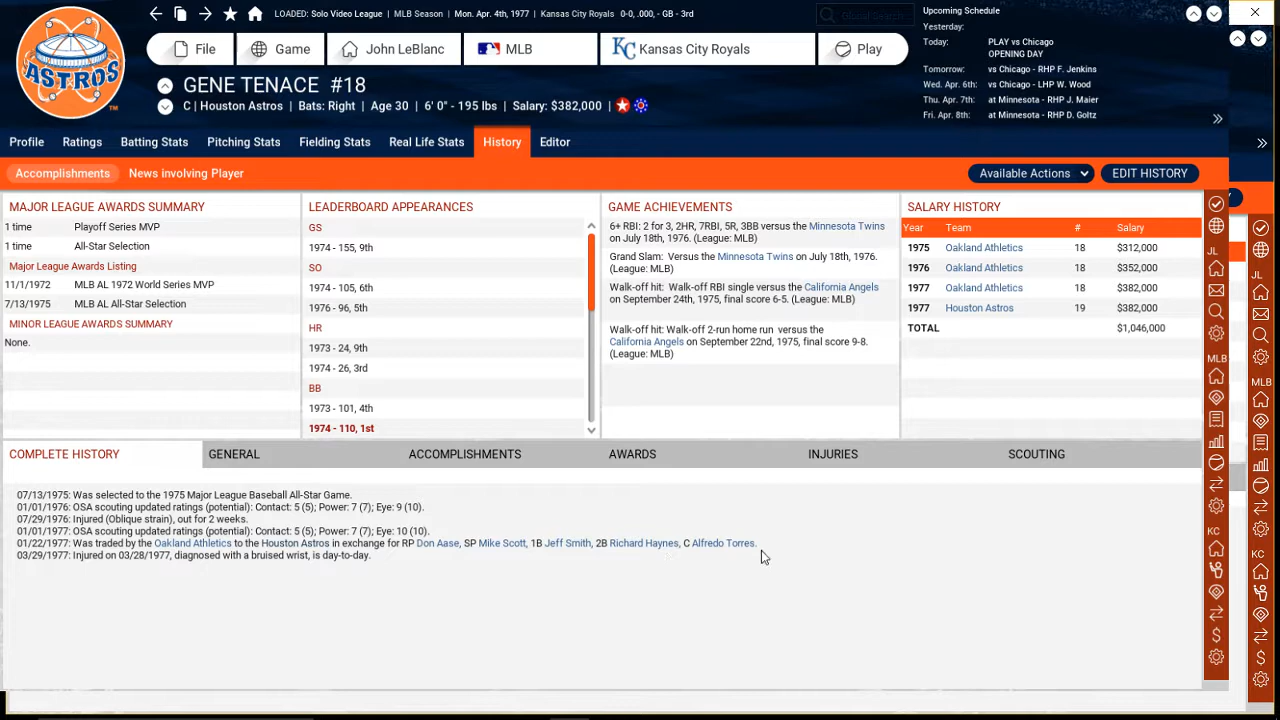 LOADED: Solo Video League | MLB Season | Mon. Apr. 4th, 1977 | Kansas City Royals 0-0, .000, - GB - 3rd
File
Game
John LeBlanc
MLB
Kansas City Royals
Play
Upcoming Schedule
Yesterday:
Today: PLAY vs Chicago
OPENING DAY
Tomorrow: vs Chicago - RHP F. Jenkins
Wed. Apr. 6th: vs Chicago - LHP W. Wood
Thu. Apr. 7th: at Minnesota - RHP J. Maier
Fri. Apr. 8th: at Minnesota - RHP D. Goltz
ASTROS
GENE TENACE #18
C | Houston Astros | Bats: Right | Age 30 | 6' 0" - 195 lbs | Salary: $382,000 |
Profile Ratings Batting Stats Pitching Stats Fielding Stats Real Life Stats History Editor
Accomplishments News involving Player
Available Actions
EDIT HISTORY
MAJOR LEAGUE AWARDS SUMMARY
1 time Playoff Series MVP
1 time All-Star Selection
Major League Awards Listing
11/1/1972 MLB AL 1972 World Series MVP
7/13/1975 MLB AL All-Star Selection
MINOR LEAGUE AWARDS SUMMARY
None.
LEADERBOARD APPEARANCES
GS
1974 - 155, 9th
SO
1974 - 105, 6th
1976 - 96, 5th
HR
1973 - 24, 9th
1974 - 26, 3rd
BB
1973 - 101, 4th
1974 - 110, 1st
GAME ACHIEVEMENTS
6+ RBI: 2 for 3, 2HR, 7RBI, 5R, 3BB versus the Minnesota Twins
on July 18th, 1976. (League: MLB)
Grand Slam: Versus the Minnesota Twins on July 18th, 1976.
(League: MLB)
Walk-off hit: Walk-off RBI single versus the California Angels
on September 24th, 1975, final score 6-5. (League: MLB)
Walk-off hit: Walk-off 2-run home run versus the
California Angels on September 22nd, 1975, final score 9-8.
(League: MLB)
SALARY HISTORY
Year Team # Salary
1975 Oakland Athletics 18 $312,000
1976 Oakland Athletics 18 $352,000
1977 Oakland Athletics 18 $382,000
1977 Houston Astros 19 $382,000
TOTAL $1,046,000
COMPLETE HISTORY GENERAL ACCOMPLISHMENTS AWARDS INJURIES SCOUTING
07/13/1975: Was selected to the 1975 Major League Baseball All-Star Game.
01/01/1976: OSA scouting updated ratings (potential): Contact: 5 (5); Power: 7 (7); Eye: 9 (10).
07/29/1976: Injured (Oblique strain), out for 2 weeks.
01/01/1977: OSA scouting updated ratings (potential): Contact: 5 (5); Power: 7 (7); Eye: 10 (10).
01/22/1977: Was traded by the Oakland Athletics to the Houston Astros in exchange for RP Don Aase, SP Mike Scott, 1B Jeff Smith, 2B Richard Haynes, C Alfredo Torres.
03/29/1977: Injured on 03/28/1977, diagnosed with a bruised wrist, is day-to-day.
JL
MLB
KC
JL
MLB
KC